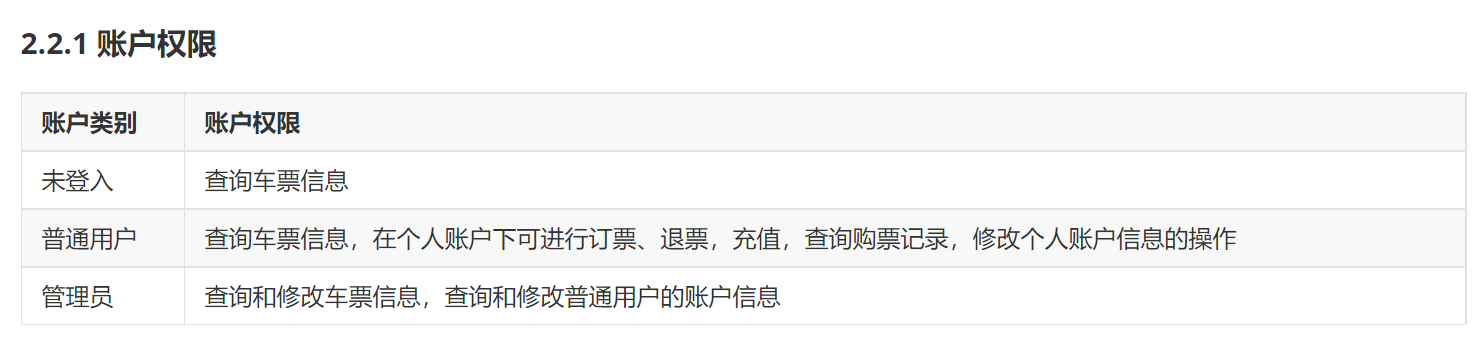 2.2.1 账户权限
账户类别 账户权限
未登入 查询车票信息
普通用户 查询车票信息，在个人账户下可进行订票、退票，充值，查询购票记录，修改个人账户信息的操作
管理员 查询和修改车票信息，查询和修改普通用户的账户信息